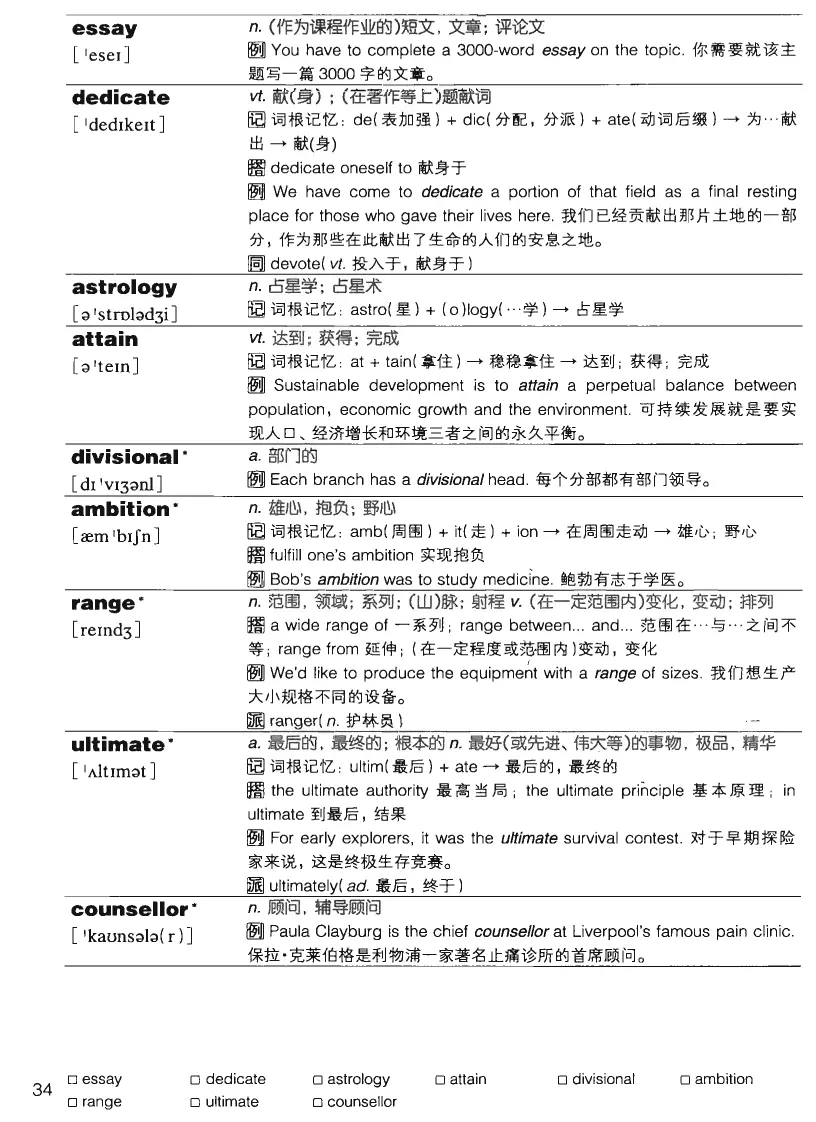 essay n. (作为课程作业的)短文，文章；评论文
[ ˈeseɪ ] 例 You have to complete a 3000-word essay on the topic. 你需要就该主
题写一篇 3000 字的文章。
dedicate vt. 献(身)；(在著作等上)题献词
[ ˈdedɪkeɪt ] 记 词根记忆：de(表加强) + dic(分配，分派) + ate(动词后缀) → 为…献
出 → 献(身)
搭 dedicate oneself to 献身于
例 We have come to dedicate a portion of that field as a final resting
place for those who gave their lives here. 我们已经贡献出那片土地的一部
分，作为那些在此献出了生命的人们的安息之地。
同 devote( vt. 投入于，献身于)
astrology n. 占星学；占星术
[ əˈstrɒlədʒi ] 记 词根记忆：astro(星) + (o)logy(…学) → 占星学
attain vt. 达到；获得；完成
[ əˈteɪn ] 记 词根记忆：at + tain(拿住) → 稳稳拿住 → 达到；获得；完成
例 Sustainable development is to attain a perpetual balance between
population, economic growth and the environment. 可持续发展就是要实
现人口、经济增长和环境三者之间的永久平衡。
divisional* a. 部门的
[ dɪˈvɪʒənl ] 例 Each branch has a divisional head. 每个分部都有部门领导。
ambition* n. 雄心，抱负；野心
[ æmˈbɪʃn ] 记 词根记忆：amb(周围) + it(走) + ion → 在周围走动 → 雄心；野心
搭 fulfill one's ambition 实现抱负
例 Bob's ambition was to study medicine. 鲍勃有志于学医。
range* n. 范围，领域；系列；(山)脉；射程 v. (在一定范围内)变化，变动；排列
[ reɪndʒ ] 搭 a wide range of 一系列；range between... and... 范围在…与…之间不
等；range from 延伸；(在一定程度或范围内)变动，变化
例 We'd like to produce the equipment with a range of sizes. 我们想生产
大小规格不同的设备。
派 ranger( n. 护林员)
ultimate* a. 最后的，最终的；根本的 n. 最好(或先进、伟大等)的事物，极品，精华
[ ˈʌltɪmət ] 记 词根记忆：ultim(最后) + ate → 最后的，最终的
搭 the ultimate authority 最高当局；the ultimate principle 基本原理；in
ultimate 到最后，结果
例 For early explorers, it was the ultimate survival contest. 对于早期探险
家来说，这是终极生存竞赛。
派 ultimately( ad. 最后，终于)
counsellor* n. 顾问，辅导顾问
[ ˈkaʊnsələ(r) ] 例 Paula Clayburg is the chief counsellor at Liverpool's famous pain clinic.
保拉·克莱伯格是利物浦一家著名止痛诊所的首席顾问。
34 □ essay □ dedicate □ astrology □ attain □ divisional □ ambition
□ range □ ultimate □ counsellor